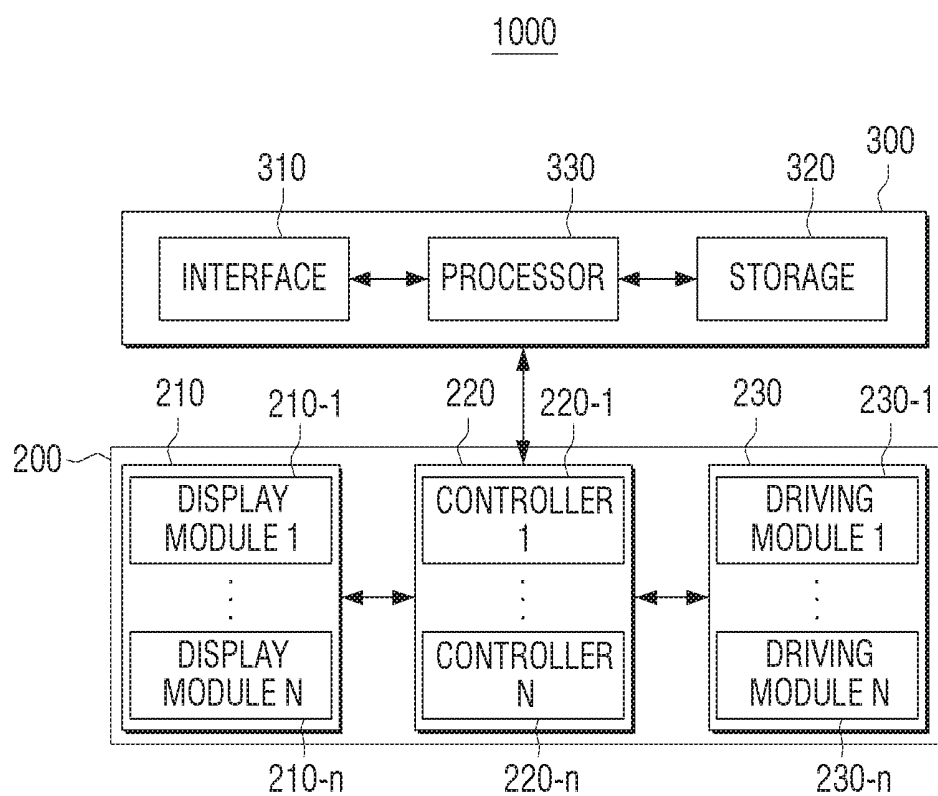 1000
300
310
330
320
INTERFACE
PROCESSOR
STORAGE
210
210-1
220
220-1
230
230-1
200
DISPLAY
MODULE 1
CONTROLLER
1
DRIVING
MODULE 1
DISPLAY
MODULE N
CONTROLLER
N
DRIVING
MODULE N
210-n
220-n
230-n